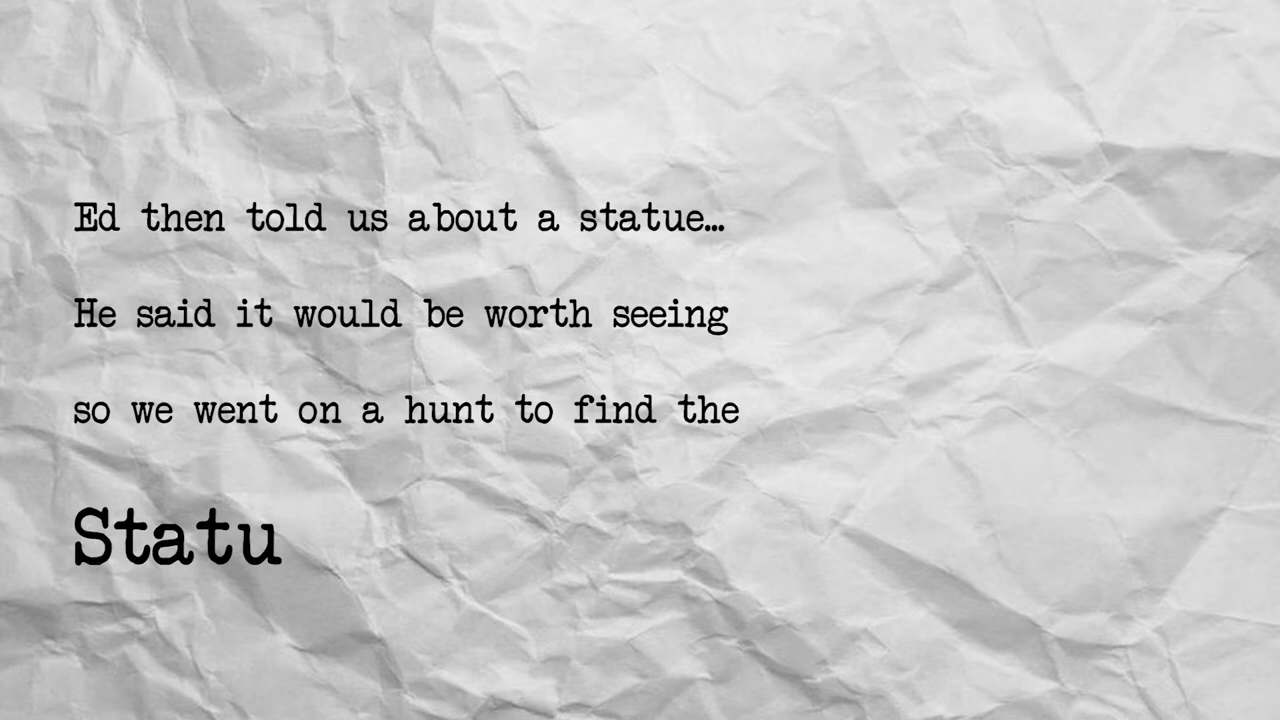 Ed then told us about a statue…
He said it would be worth seeing
so we went on a hunt to find the
Statu